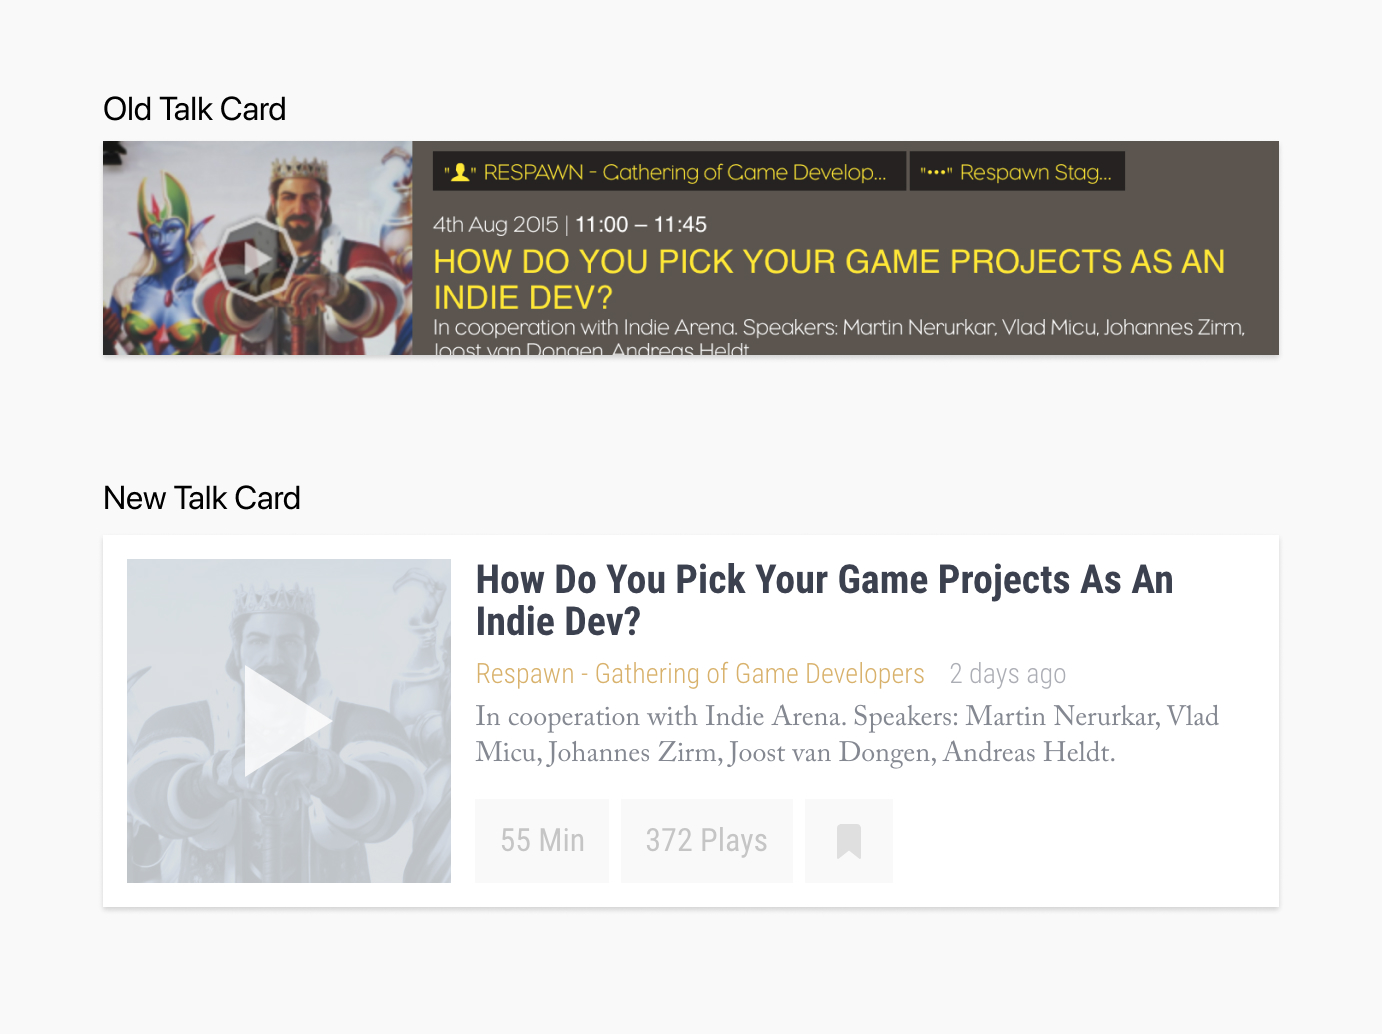 Old Talk Card
"👤" RESPAWN - Gathering of Game Develop... "•••" Respawn Stag...
4th Aug 2015 | 11:00 – 11:45
HOW DO YOU PICK YOUR GAME PROJECTS AS AN
INDIE DEV?
In cooperation with Indie Arena. Speakers: Martin Nerurkar, Vlad Micu, Johannes Zirm,
Joost van Dongen, Andreas Heldt
New Talk Card
How Do You Pick Your Game Projects As An
Indie Dev?
Respawn - Gathering of Game Developers 2 days ago
In cooperation with Indie Arena. Speakers: Martin Nerurkar, Vlad
Micu, Johannes Zirm, Joost van Dongen, Andreas Heldt.
55 Min 372 Plays